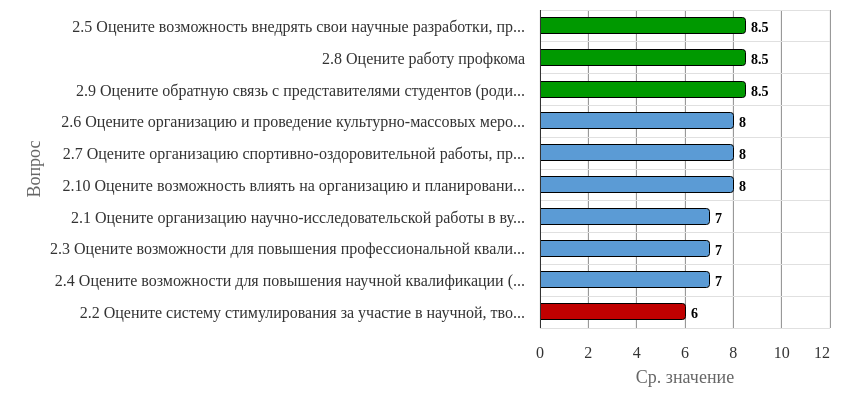 2.5 Оцените возможность внедрять свои научные разработки, пр... 8.5
2.8 Оцените работу профкома 8.5
2.9 Оцените обратную связь с представителями студентов (роди... 8.5
2.6 Оцените организацию и проведение культурно-массовых меро... 8
2.7 Оцените организацию спортивно-оздоровительной работы, пр... 8
2.10 Оцените возможность влиять на организацию и планировани... 8
2.1 Оцените организацию научно-исследовательской работы в ву... 7
2.3 Оцените возможности для повышения профессиональной квали... 7
2.4 Оцените возможности для повышения научной квалификации (... 7
2.2 Оцените систему стимулирования за участие в научной, тво... 6
Вопрос
0 2 4 6 8 10 12
Ср. значение